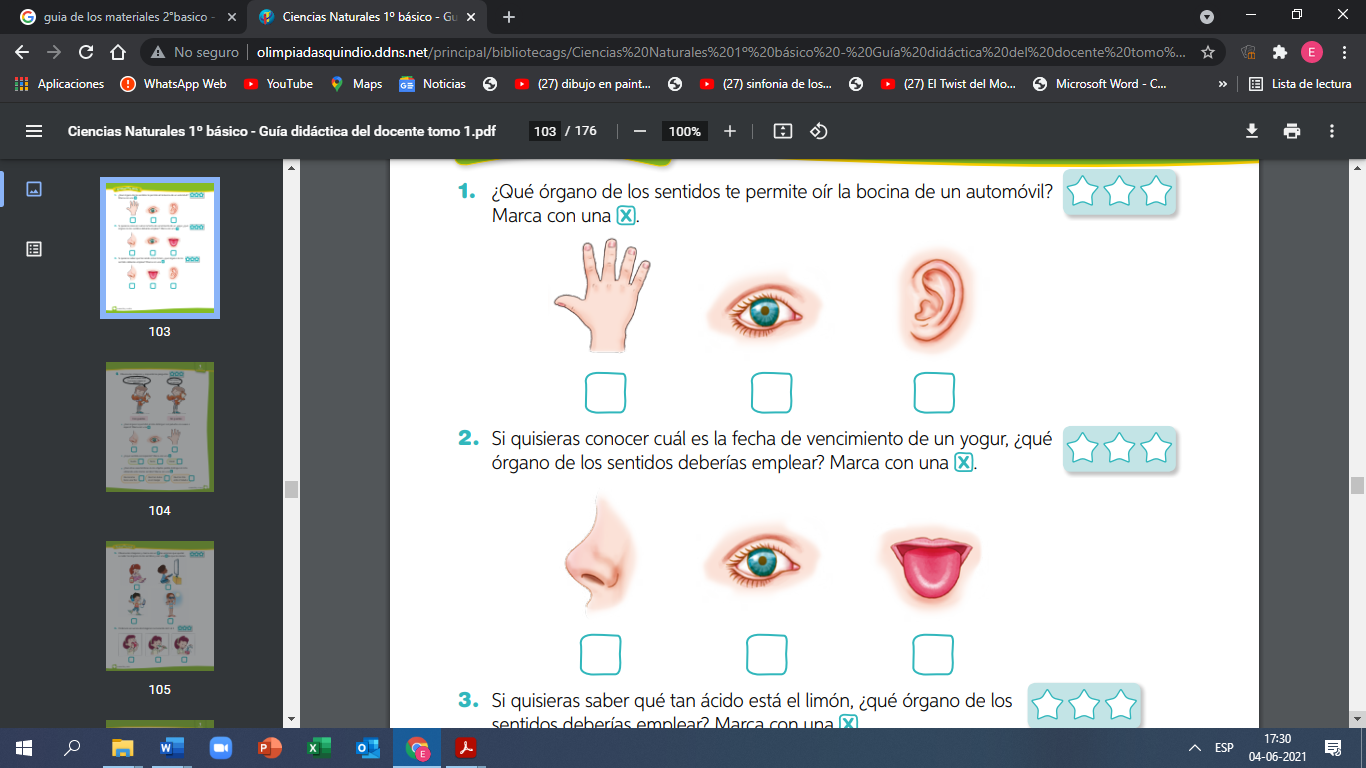 guia de los materiales 2°basico -
Ciencias Naturales 1º básico - Gu
No seguro
olimpiadasquindio.ddns.net/principal/bibliotecags/Ciencias%20Naturales%201º%20básico%20-%20Guía%20didáctica%20del%20docente%20tomo%...
E
Aplicaciones
WhatsApp Web
YouTube
Maps
Noticias
(27) dibujo en paint...
(27) sinfonia de los...
(27) El Twist del Mo...
Microsoft Word - C...
»
Lista de lectura
Ciencias Naturales 1º básico - Guía didáctica del docente tomo 1.pdf
103 / 176
100%
103
104
105
1. ¿Qué órgano de los sentidos te permite oír la bocina de un automóvil?
Marca con una X.
2. Si quisieras conocer cuál es la fecha de vencimiento de un yogur, ¿qué
órgano de los sentidos deberías emplear? Marca con una X.
3. Si quisieras saber qué tan ácido está el limón, ¿qué órgano de los
sentidos deberías emplear? Marca con una X
ESP
17:30
04-06-2021